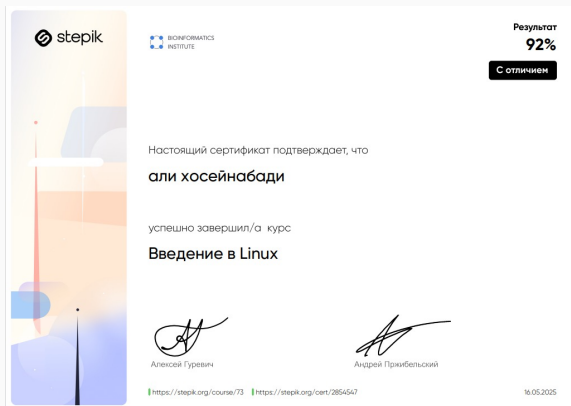 stepik
BIOINFORMATICS
INSTITUTE
Результат
92%
С отличием
Настоящий сертификат подтверждает, что
али хосейнабади
успешно завершил/а курс
Введение в Linux
Алексей Гуревич
Андрей Пржибельский
https://stepik.org/course/73 https://stepik.org/cert/2854547
16.05.2025